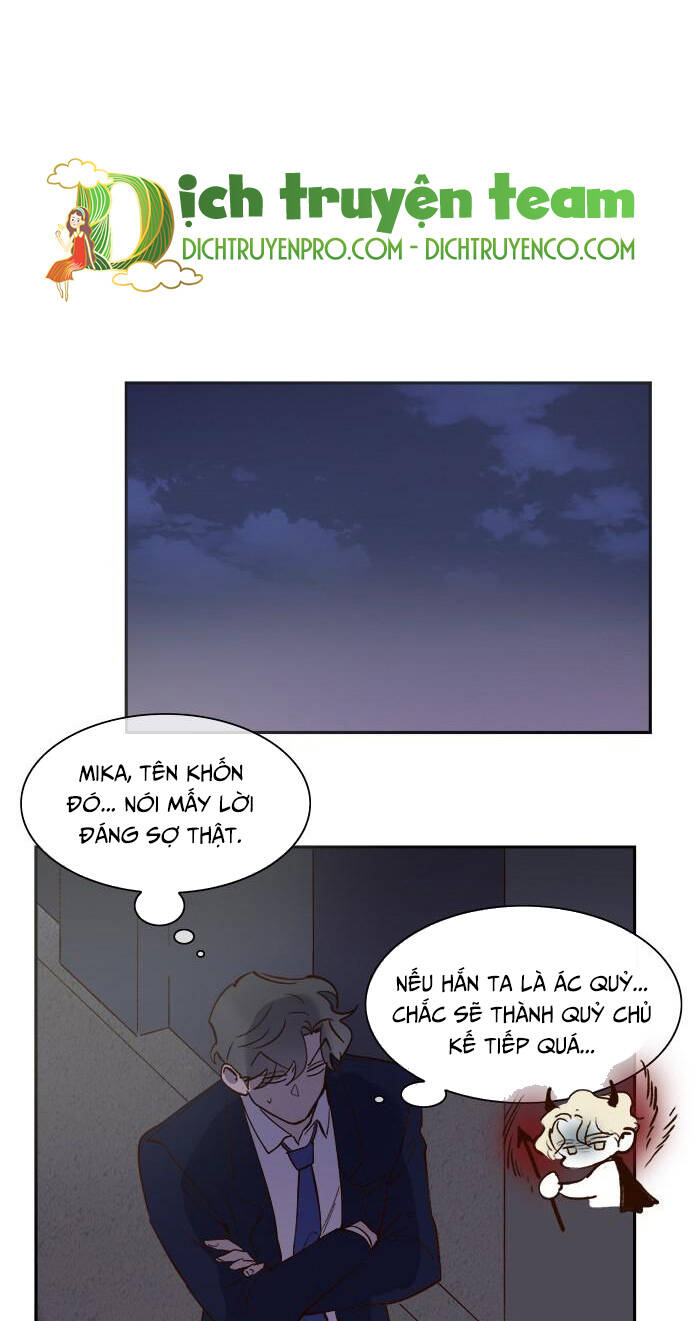 Dịch truyện team
DICHTRUYENPRO.COM - DICHTRUYENCO.COM
MIKA, TÊN KHỐN
ĐÓ... NÓI MẤY LỜI
ĐÁNG SỢ THẬT.
NẾU HẮN TA LÀ ÁC QUỶ...
CHẮC SẼ THÀNH QUỶ CHỦ
KẾ TIẾP QUÁ...